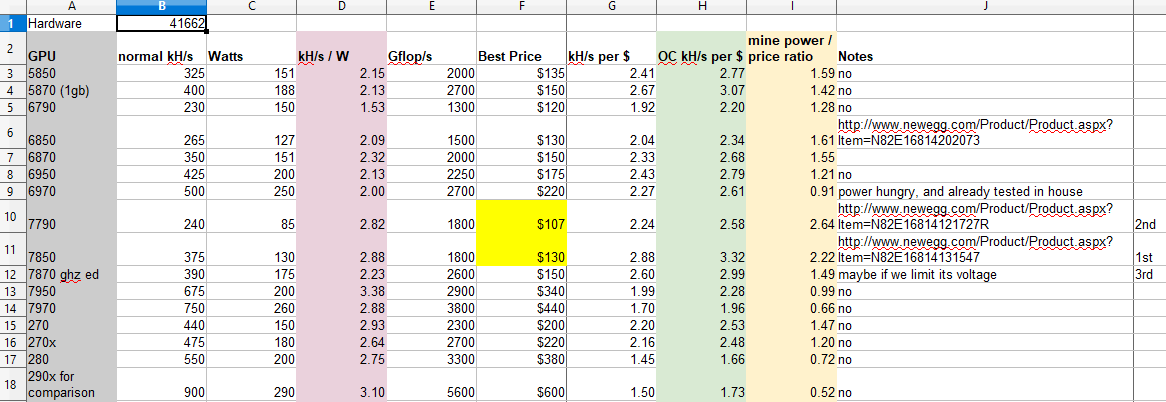 A B C D E F G H I J
1 Hardware 41662
2 GPU normal kH/s Watts kH/s / W Gflop/s Best Price kH/s per $ OC kH/s per $ mine power / price ratio Notes
3 5850 325 151 2.15 2000 $135 2.41 2.77 1.59 no
4 5870 (1gb) 400 188 2.13 2700 $150 2.67 3.07 1.42 no
5 6790 230 150 1.53 1300 $120 1.92 2.20 1.28 no
6 6850 265 127 2.09 1500 $130 2.04 2.34 1.61 http://www.newegg.com/Product/Product.aspx?
Item=N82E16814202073
7 6870 350 151 2.32 2000 $150 2.33 2.68 1.55
8 6950 425 200 2.13 2250 $175 2.43 2.79 1.21 no
9 6970 500 250 2.00 2700 $220 2.27 2.61 0.91 power hungry, and already tested in house
10 7790 240 85 2.82 1800 $107 2.24 2.58 2.64 http://www.newegg.com/Product/Product.aspx?
Item=N82E16814121727R 2nd
11 7850 375 130 2.88 1800 $130 2.88 3.32 2.22 http://www.newegg.com/Product/Product.aspx?
Item=N82E16814131547 1st
12 7870 ghz ed 390 175 2.23 2600 $150 2.60 2.99 1.49 maybe if we limit its voltage 3rd
13 7950 675 200 3.38 2900 $340 1.99 2.28 0.99 no
14 7970 750 260 2.88 3800 $440 1.70 1.96 0.66 no
15 270 440 150 2.93 2300 $200 2.20 2.53 1.47 no
16 270x 475 180 2.64 2700 $220 2.16 2.48 1.20 no
17 280 550 200 2.75 3300 $380 1.45 1.66 0.72 no
18 290x for
comparison 900 290 3.10 5600 $600 1.50 1.73 0.52 no